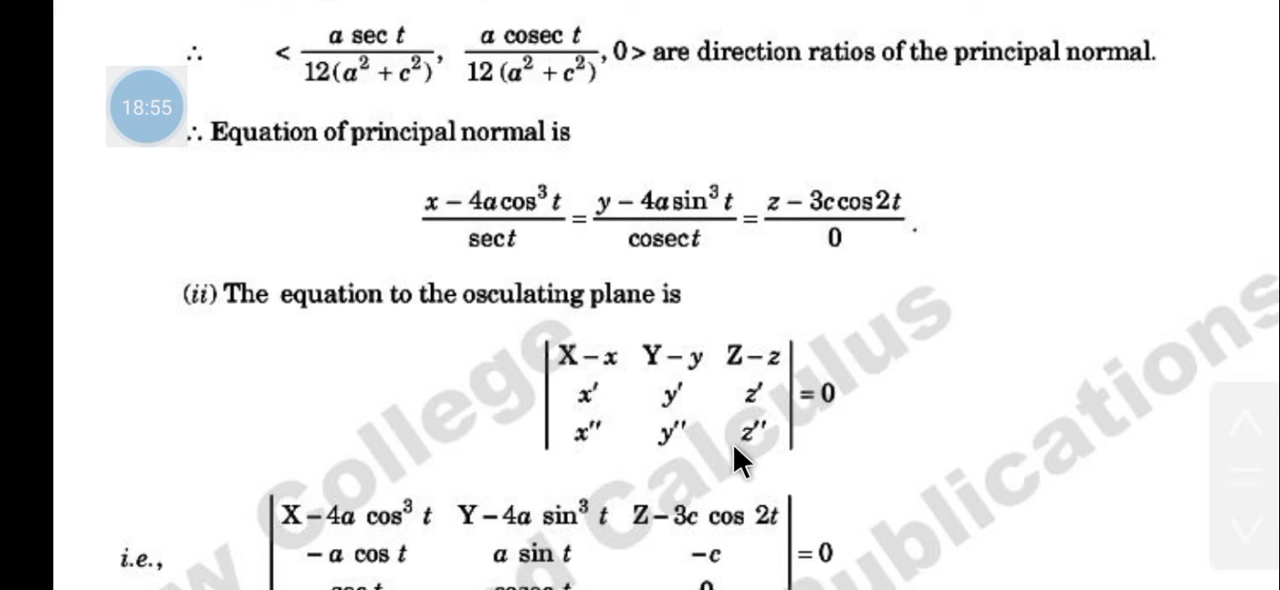 ∴ < a sec t / 12(a² + c²), a cosec t / 12 (a² + c²), 0 > are direction ratios of the principal normal.
18:55
∴ Equation of principal normal is
x – 4a cos³ t / sec t = y – 4a sin³ t / cosec t = z – 3c cos 2t / 0 .
(ii) The equation to the osculating plane is
| X – x Y – y Z – z |
| x′ y′ z′ | = 0
| x″ y″ z″ |
| X – 4a cos³ t Y – 4a sin³ t Z – 3c cos 2t |
i.e., | – a cos t a sin t –c | = 0
College
Calculus
Publications